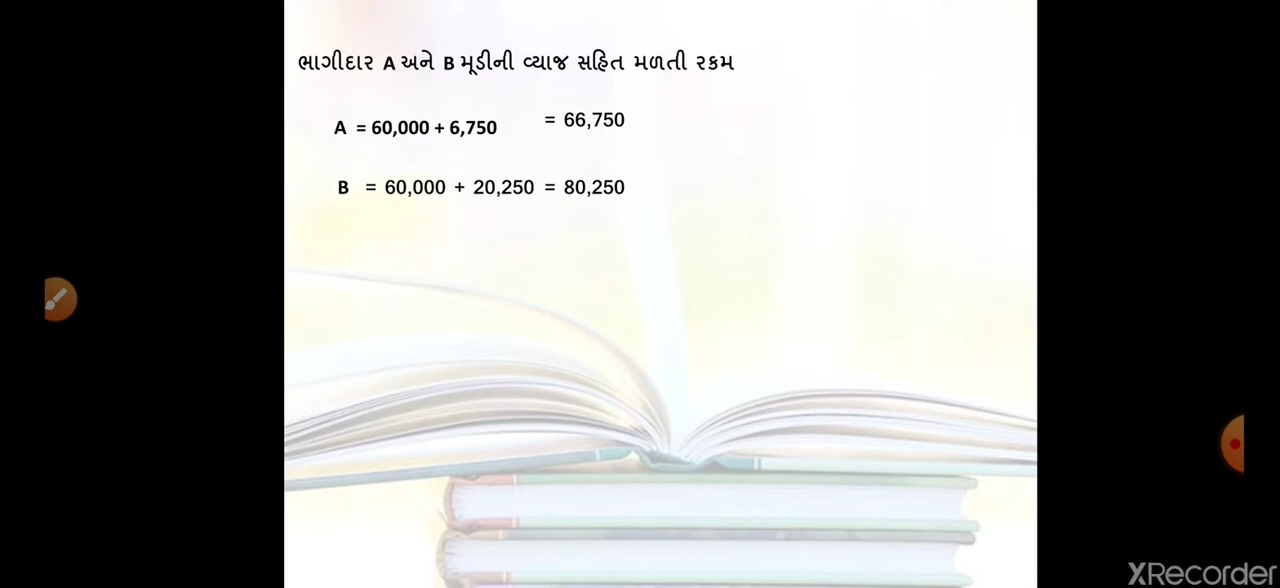 ભાગીદાર A અને B મૂડીની વ્યાજ સહિત મળતી રકમ
A = 60,000 + 6,750 = 66,750
B = 60,000 + 20,250 = 80,250
XRecorder